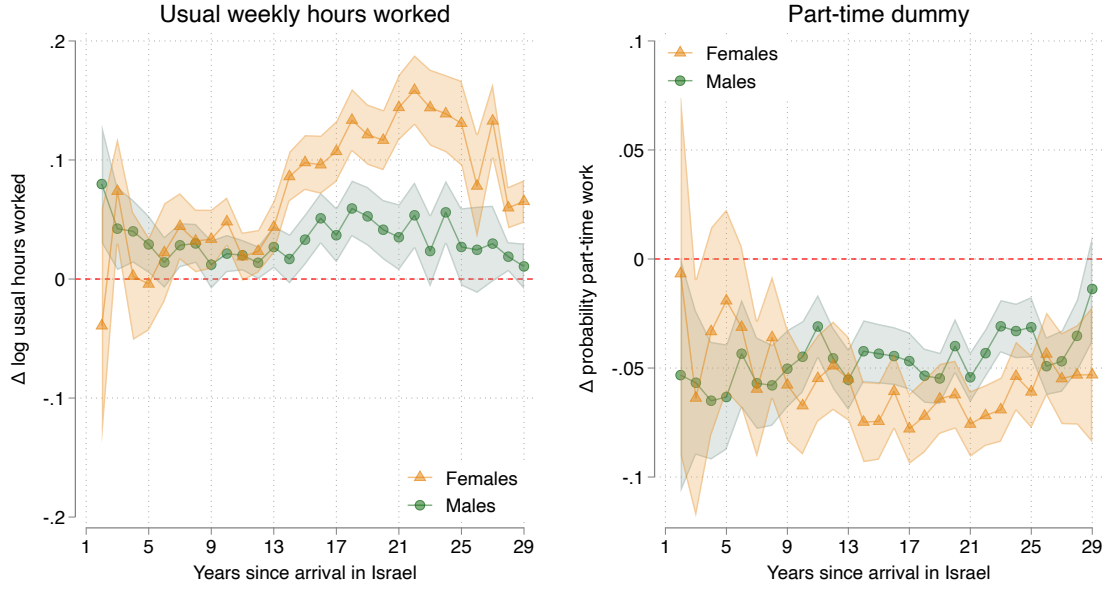 Usual weekly hours worked
.2
.1
0
-.1
-.2
Δ log usual hours worked
Females
Males
1 5 9 13 17 21 25 29
Years since arrival in Israel
Part-time dummy
.1
.05
0
-.05
-.1
Δ probability part-time work
Females
Males
1 5 9 13 17 21 25 29
Years since arrival in Israel